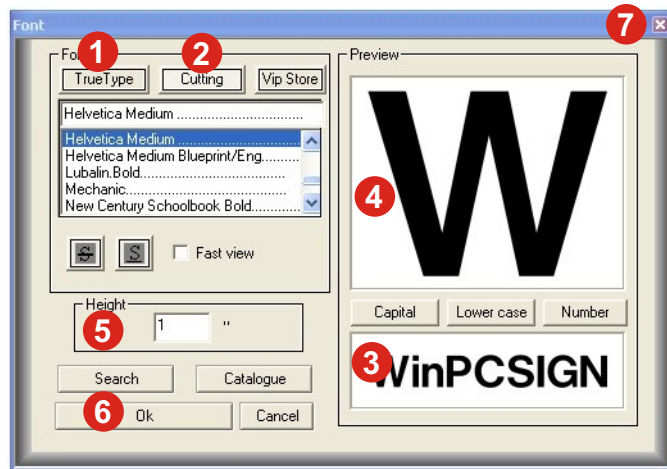 Font
7
Font
1
2
TrueType
Cutting
Vip Store
Helvetica Medium ................................
Helvetica Medium ................................
Helvetica Medium Blueprint/Eng.........
Lubalin.Bold.......................................
Mechanic..........................................
New Century Schoolbook Bold............
S
S
Fast view
Height
5
1
"
Search
Catalogue
6
Ok
Cancel
Preview
W
4
Capital
Lower case
Number
3
WinPCSIGN